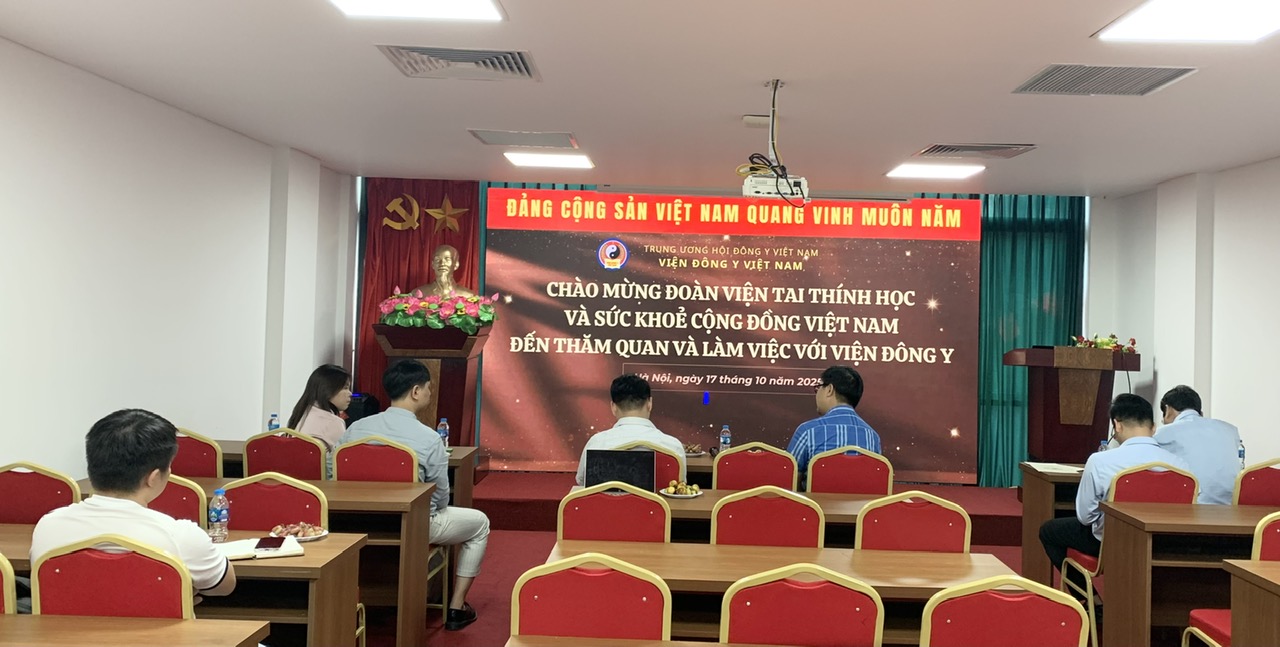 ĐẢNG CỘNG SẢN VIỆT NAM QUANG VINH MUÔN NĂM
TRUNG ƯƠNG HỘI ĐÔNG Y VIỆT NAM
VIỆN ĐÔNG Y VIỆT NAM
CHÀO MỪNG ĐOÀN VIỆN TAI THÍNH HỌC
VÀ SỨC KHOẺ CỘNG ĐỒNG VIỆT NAM
ĐẾN THĂM QUAN VÀ LÀM VIỆC VỚI VIỆN ĐÔNG Y
Hà Nội, ngày 17 tháng 10 năm 2025